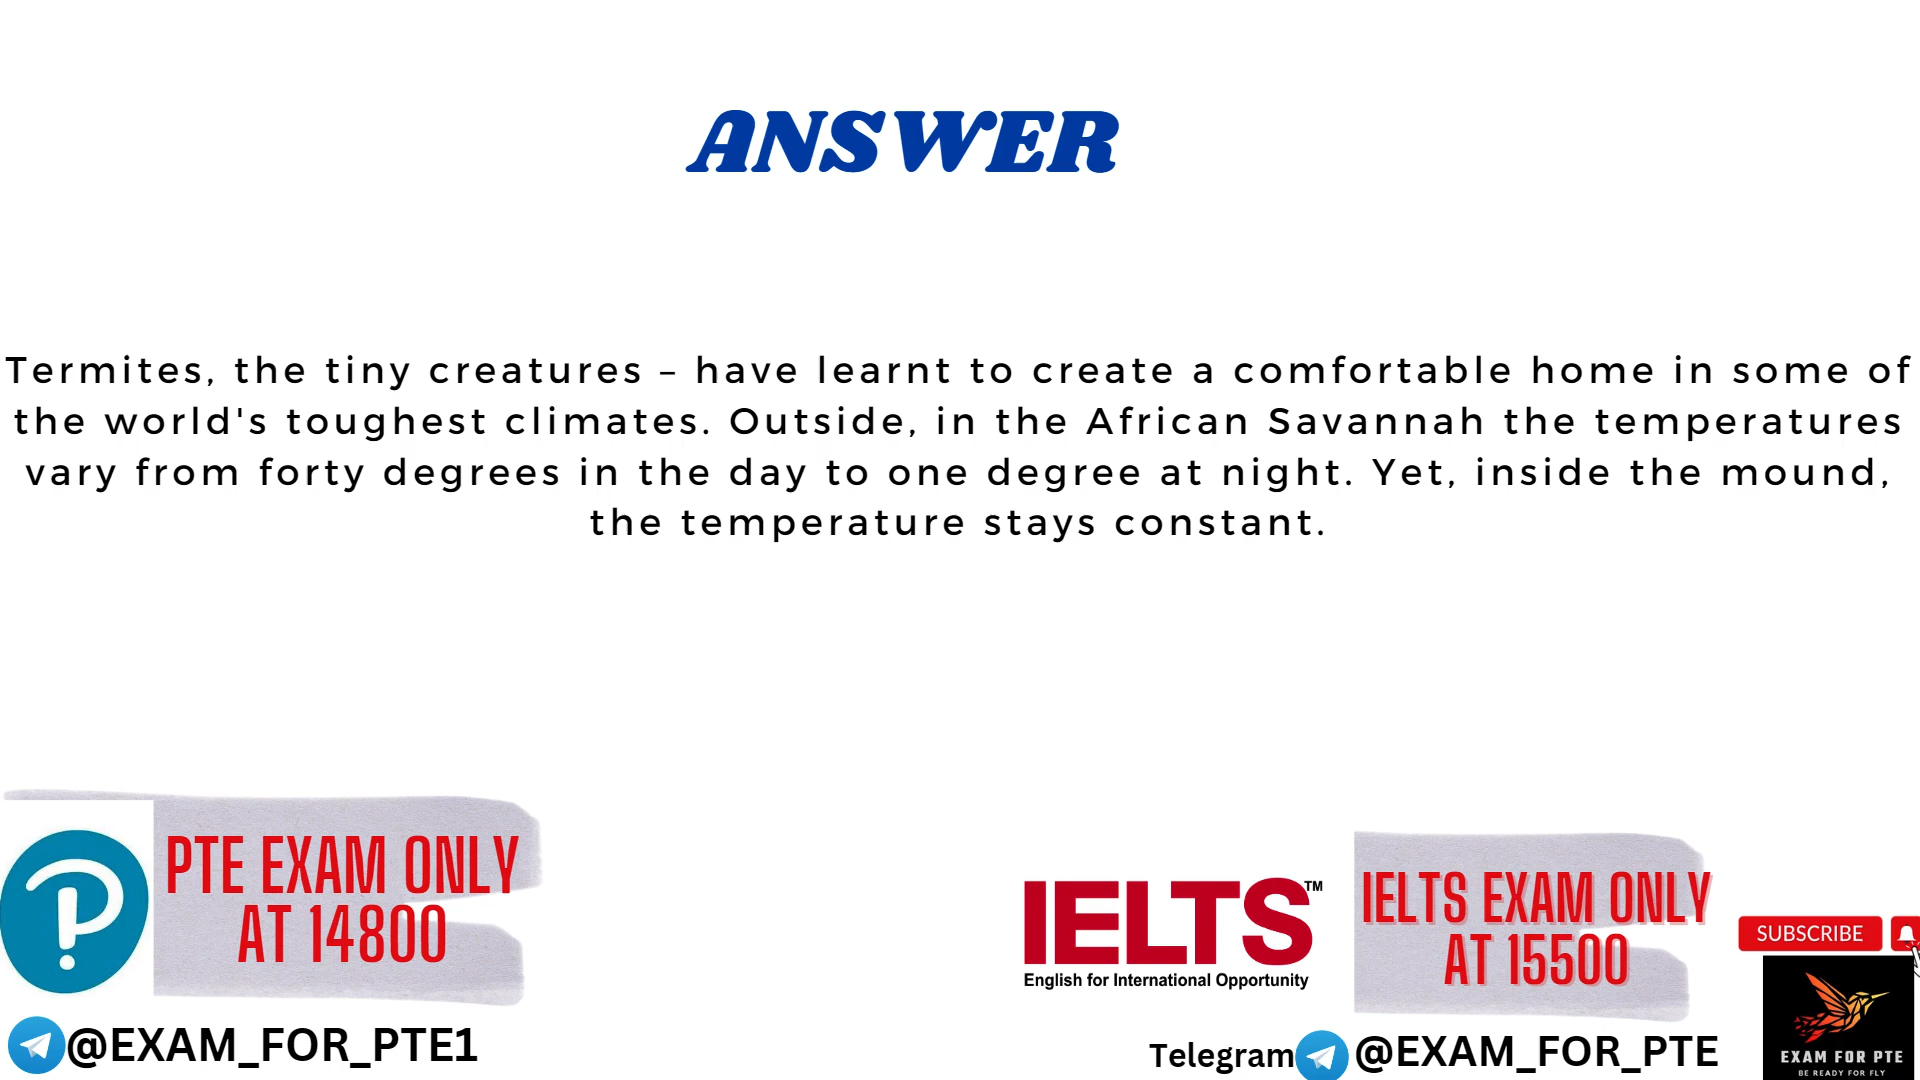 ANSWER
Termites, the tiny creatures – have learnt to create a comfortable home in some of
the world's toughest climates. Outside, in the African Savannah the temperatures
vary from forty degrees in the day to one degree at night. Yet, inside the mound,
the temperature stays constant.
PTE EXAM ONLY
AT 14800
@EXAM_FOR_PTE1
IELTS™
English for International Opportunity
IELTS EXAM ONLY
AT 15500
Telegram @EXAM_FOR_PTE
SUBSCRIBE
EXAM FOR PTE
BE READY FOR FLY